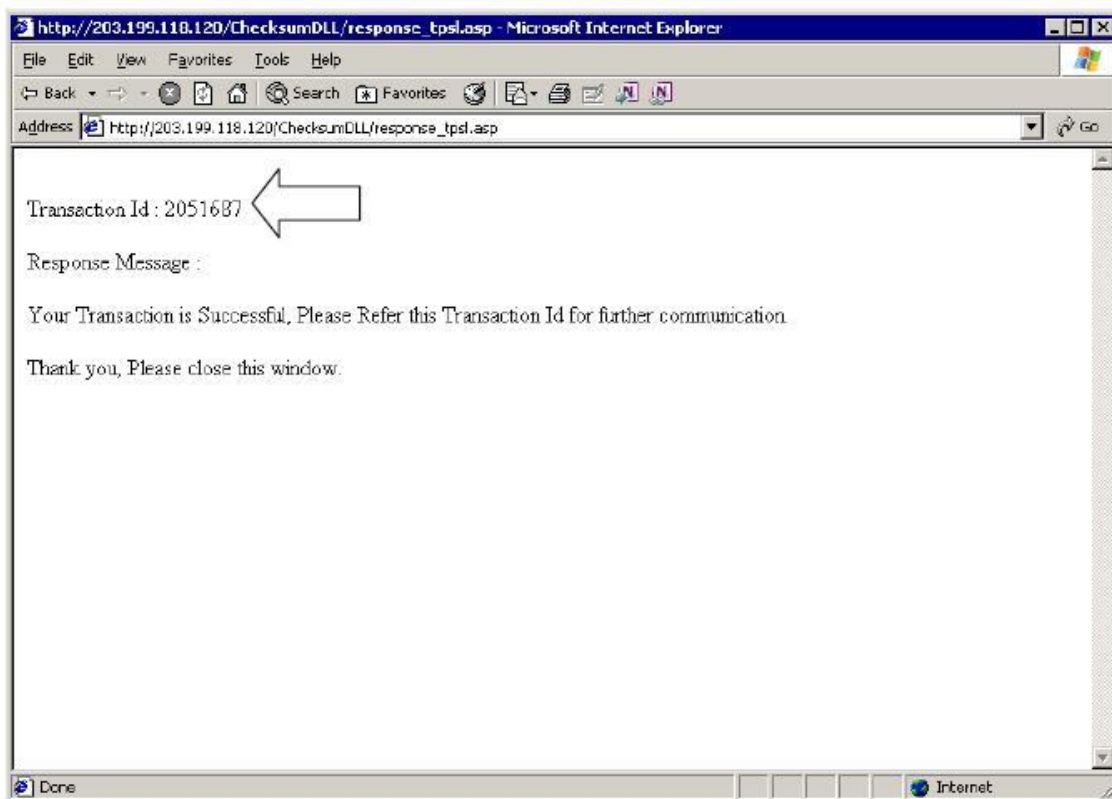 http://203.199.118.120/ChecksumDLL/response_tpsl.asp - Microsoft Internet Explorer
File Edit View Favorites Tools Help
Back Search Favorites
Address http://203.199.118.120/ChecksumDLL/response_tpsl.asp Go
Transaction Id : 2051687
Response Message :
Your Transaction is Successful, Please Refer this Transaction Id for further communication
Thank you, Please close this window.
Done Internet